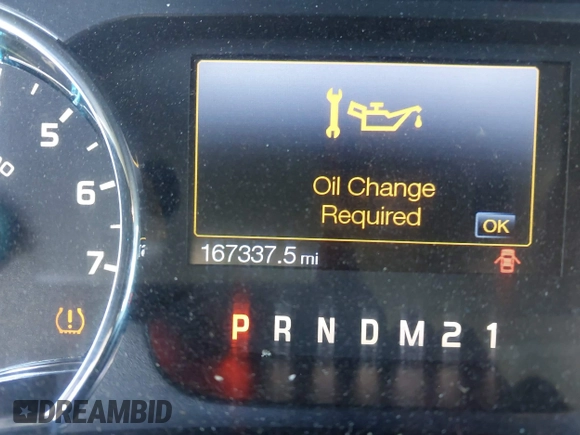 5
6
7
Oil Change
Required
OK
167337.5 mi
P R N D M 2 1
DREAMBID